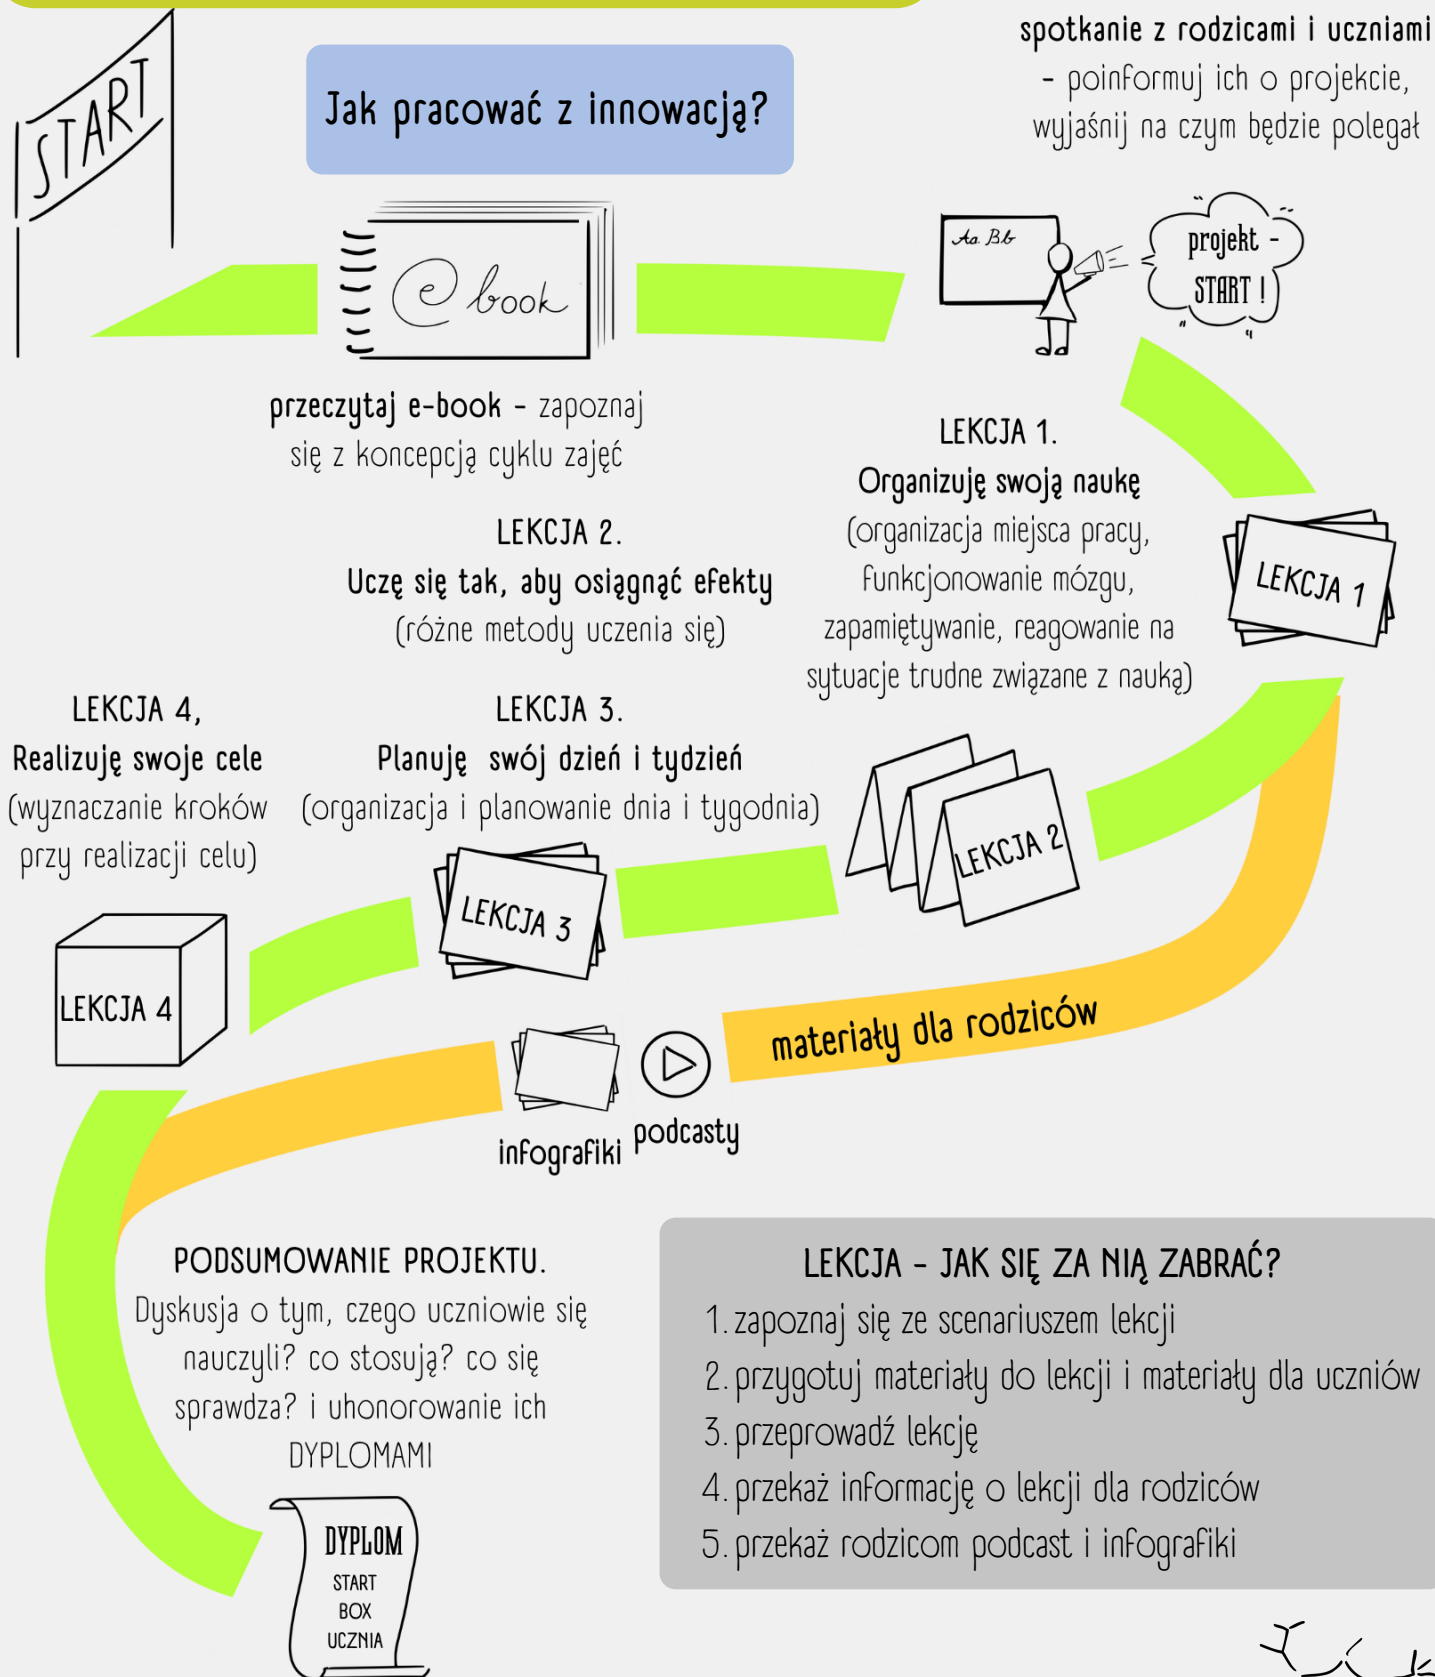 START
Jak pracować z innowacją?
spotkanie z rodzicami i uczniami
- poinformuj ich o projekcie,
wyjaśnij na czym będzie polegał
e book
Aa Bb
projekt -
START !
przeczytaj e-book - zapoznaj
się z koncepcją cyklu zajęć
LEKCJA 1.
Organizuję swoją naukę
(organizacja miejsca pracy,
funkcjonowanie mózgu,
zapamiętywanie, reagowanie na
sytuacje trudne związane z nauką)
LEKCJA 1
LEKCJA 2.
Uczę się tak, aby osiągnąć efekty
(różne metody uczenia się)
LEKCJA 2
LEKCJA 3.
Planuję swój dzień i tydzień
(organizacja i planowanie dnia i tygodnia)
LEKCJA 3
LEKCJA 4,
Realizuję swoje cele
(wyznaczanie kroków
przy realizacji celu)
LEKCJA 4
materiały dla rodziców
infografiki
podcasty
PODSUMOWANIE PROJEKTU.
Dyskusja o tym, czego uczniowie się
nauczyli? co stosują? co się
sprawdza? i uhonorowanie ich
DYPLOMAMI
DYPLOM
START
BOX
UCZNIA
LEKCJA - JAK SIĘ ZA NIĄ ZABRAĆ?
1. zapoznaj się ze scenariuszem lekcji
2. przygotuj materiały do lekcji i materiały dla uczniów
3. przeprowadź lekcję
4. przekaż informację o lekcji dla rodziców
5. przekaż rodzicom podcast i infografiki